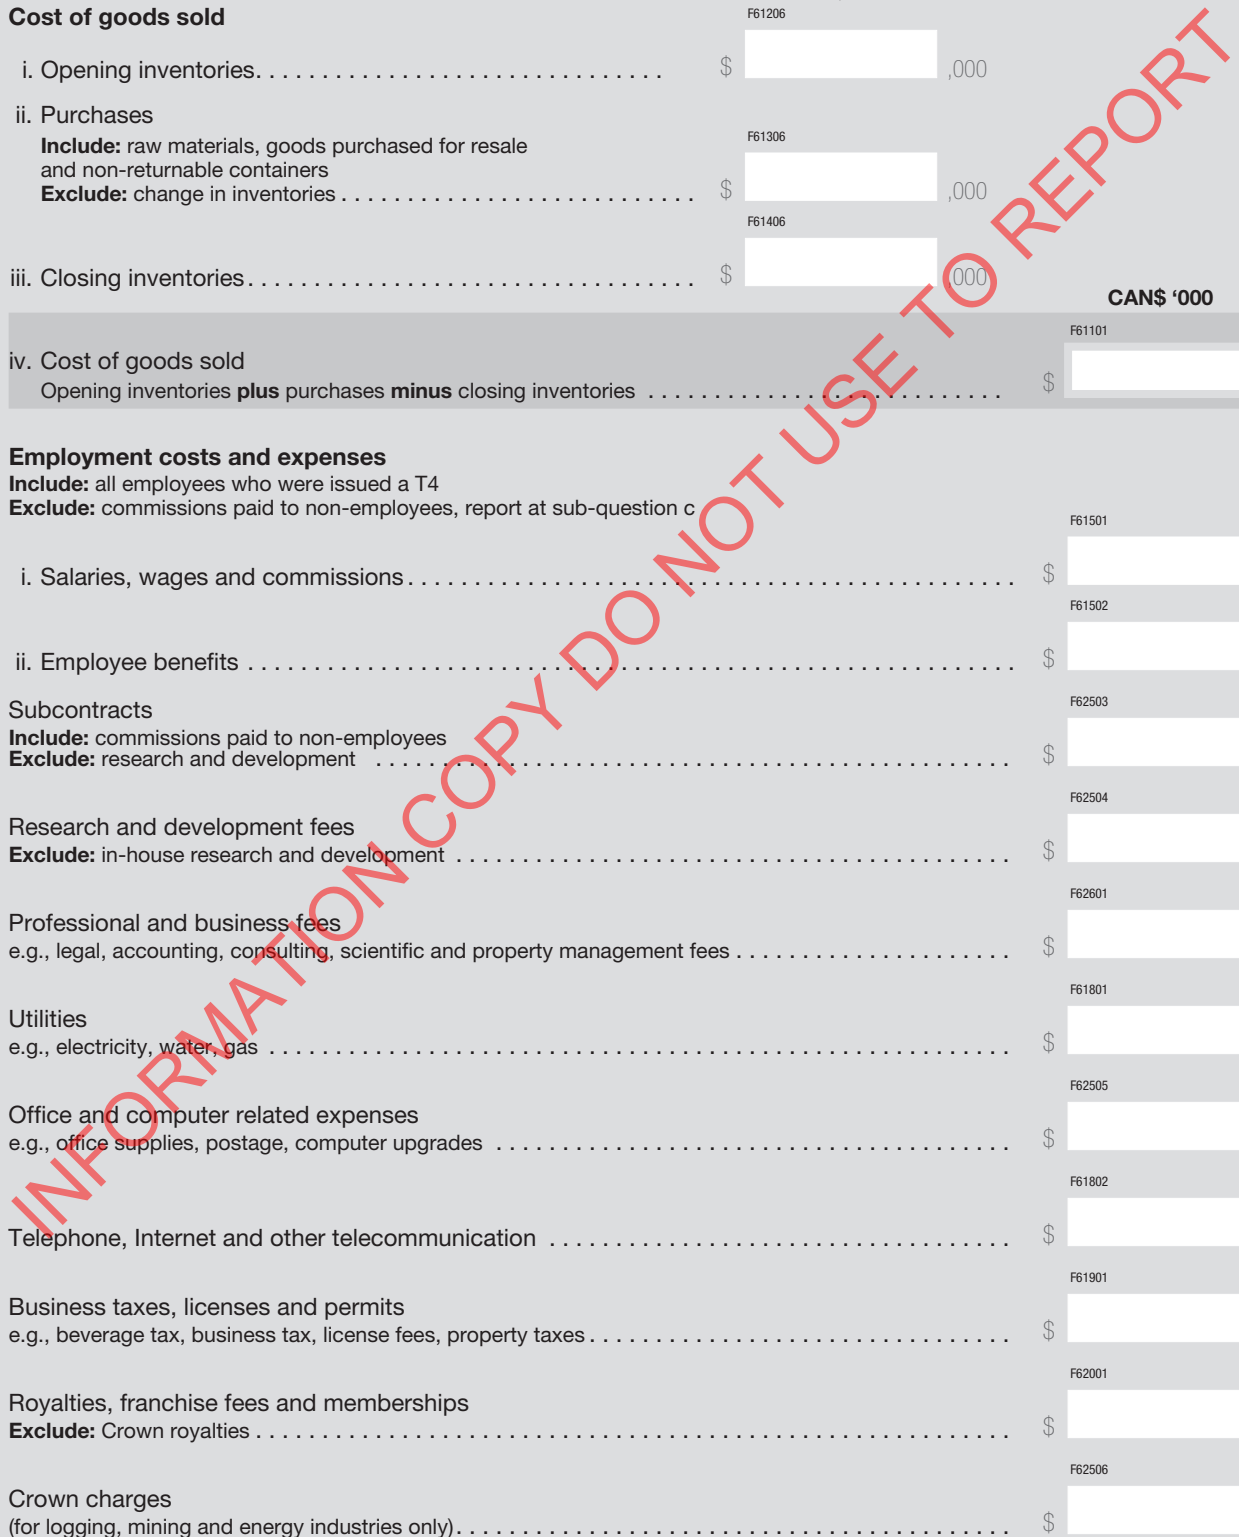 Cost of goods sold
F61206
i. Opening inventories. . . . . . . . . . . . . . . . . . . . . . . . . . . . . . . $ ,000
ii. Purchases
Include: raw materials, goods purchased for resale
F61306
and non-returnable containers
Exclude: change in inventories . . . . . . . . . . . . . . . . . . . . . . . . . . . $ ,000
F61406
iii. Closing inventories . . . . . . . . . . . . . . . . . . . . . . . . . . . . . . . . . . $ ,000
CAN$ ‘000
F61101
iv. Cost of goods sold
Opening inventories plus purchases minus closing inventories . . . . . . . . . . . . . . . . . . . . . . . . . . . $
Employment costs and expenses
Include: all employees who were issued a T4
Exclude: commissions paid to non-employees, report at sub-question c
F61501
i. Salaries, wages and commissions . . . . . . . . . . . . . . . . . . . . . . . . . . . . . . . . . . . . . . . . . . . . . . $
F61502
ii. Employee benefits . . . . . . . . . . . . . . . . . . . . . . . . . . . . . . . . . . . . . . . . . . . . . . . . . . . . . . . . . . $
Subcontracts
F62503
Include: commissions paid to non-employees
Exclude: research and development . . . . . . . . . . . . . . . . . . . . . . . . . . . . . . . . . . . . . . . . . . . . . . . . $
F62504
Research and development fees
Exclude: in-house research and development . . . . . . . . . . . . . . . . . . . . . . . . . . . . . . . . . . . . . . . . . . $
F62601
Professional and business fees
e.g., legal, accounting, consulting, scientific and property management fees . . . . . . . . . . . . . . . . . . . . . $
F61801
Utilities
e.g., electricity, water, gas . . . . . . . . . . . . . . . . . . . . . . . . . . . . . . . . . . . . . . . . . . . . . . . . . . . . . . . . $
F62505
Office and computer related expenses
e.g., office supplies, postage, computer upgrades . . . . . . . . . . . . . . . . . . . . . . . . . . . . . . . . . . . . . . . $
F61802
Telephone, Internet and other telecommunication . . . . . . . . . . . . . . . . . . . . . . . . . . . . . . . . . . . $
F61901
Business taxes, licenses and permits
e.g., beverage tax, business tax, license fees, property taxes . . . . . . . . . . . . . . . . . . . . . . . . . . . . . . . . $
F62001
Royalties, franchise fees and memberships
Exclude: Crown royalties . . . . . . . . . . . . . . . . . . . . . . . . . . . . . . . . . . . . . . . . . . . . . . . . . . . . . . . . . $
F62506
Crown charges
(for logging, mining and energy industries only) . . . . . . . . . . . . . . . . . . . . . . . . . . . . . . . . . . . . . . . . . . $
INFORMATION COPY DO NOT USE TO REPORT